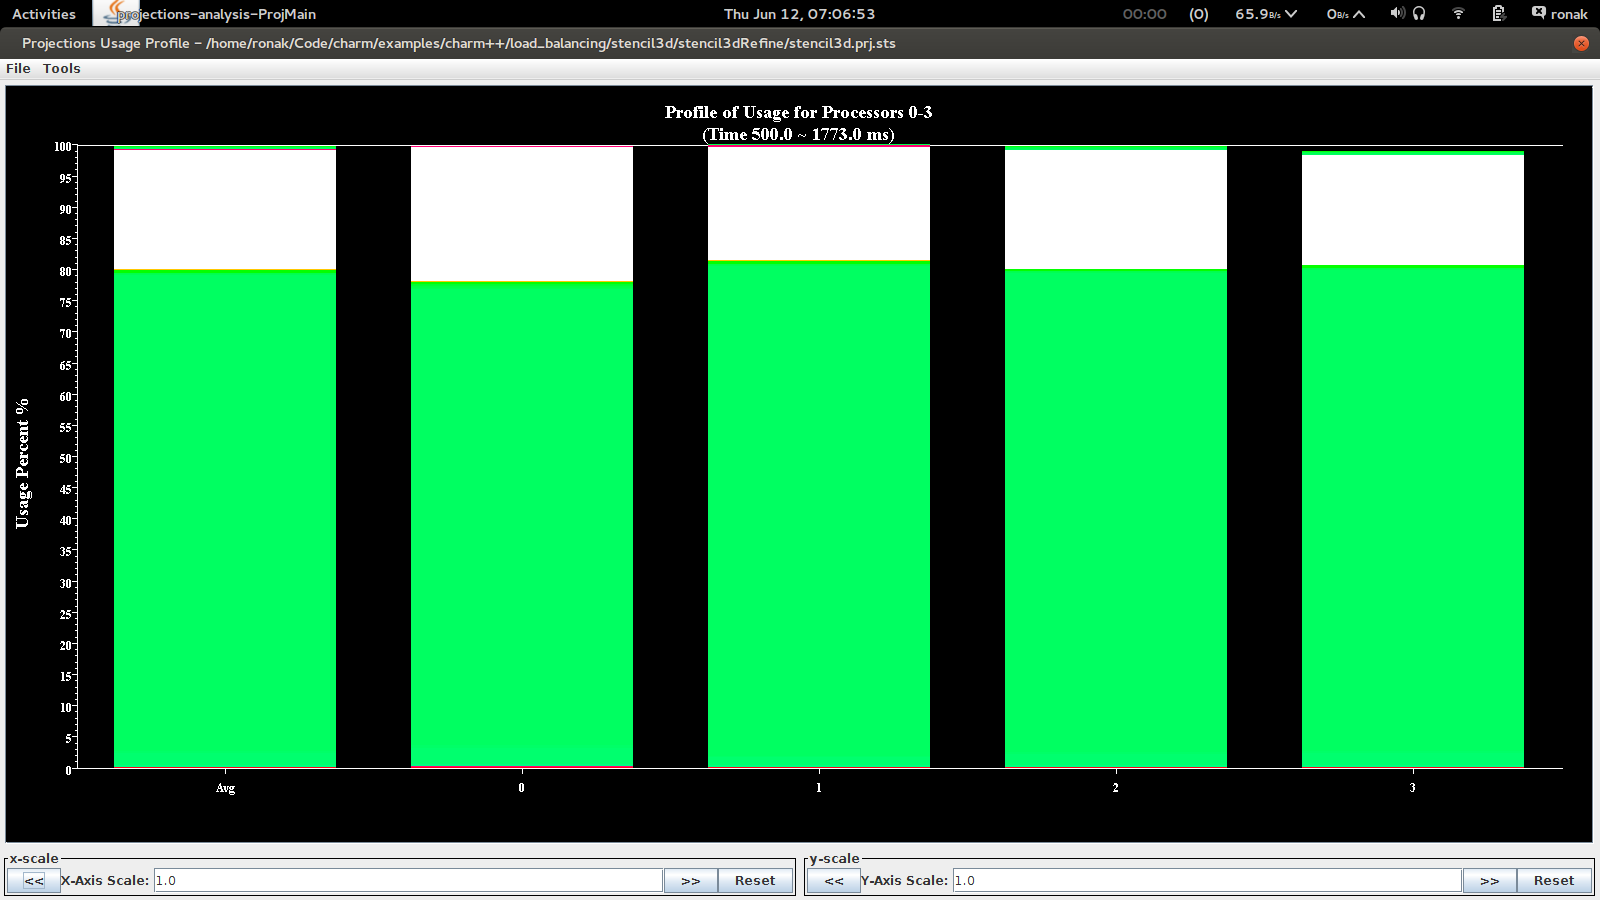 Activities projections-analysis-ProjMain Thu Jun 12, 07:06:53 00:00 (0) 65.9B/s 0B/s ronak
Projections Usage Profile - /home/ronak/Code/charm/examples/charm++/load_balancing/stencil3d/stencil3dRefine/stencil3d.prj.sts
File Tools
Profile of Usage for Processors 0-3
(Time 500.0 ~ 1773.0 ms)
Usage Percent %
100
95
90
85
80
75
70
65
60
55
50
45
40
35
30
25
20
15
10
5
0
Avg 0 1 2 3
x-scale y-scale
<< X-Axis Scale: 1.0 >> Reset << Y-Axis Scale: 1.0 >> Reset